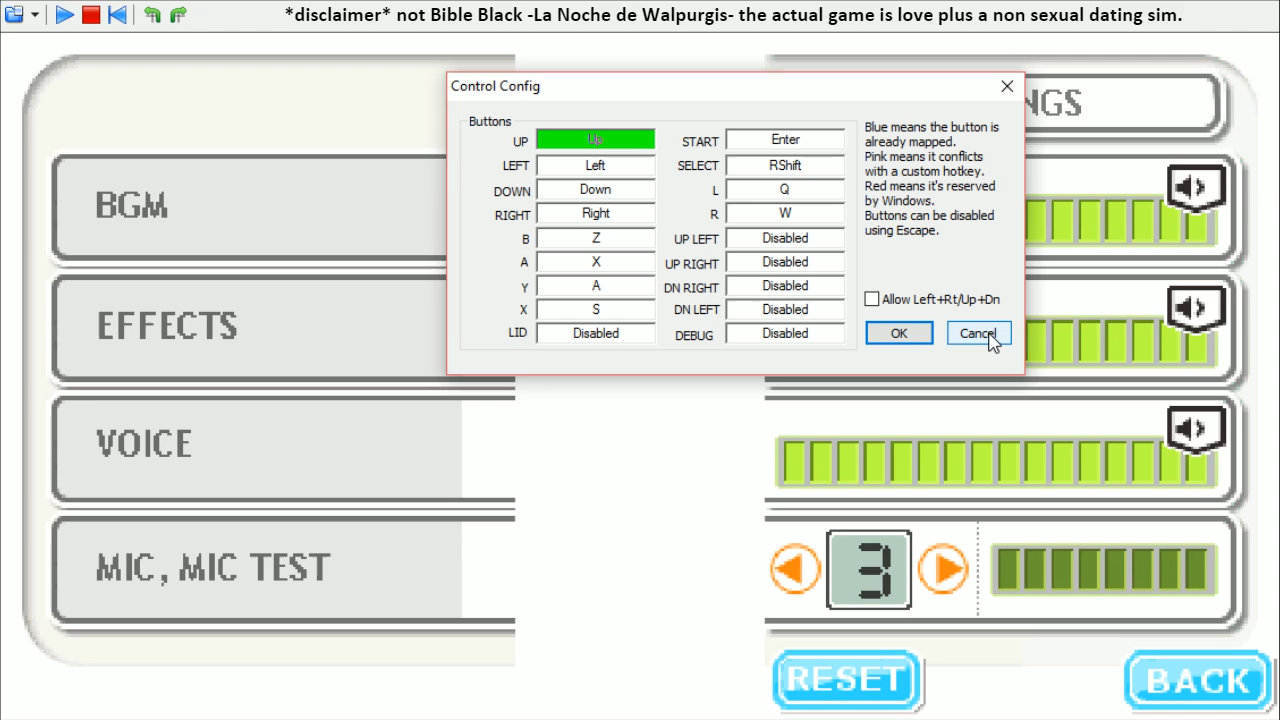 *disclaimer* not Bible Black -La Noche de Walpurgis- the actual game is love plus a non sexual dating sim.
Control Config
Buttons
UP Up START Enter
LEFT Left SELECT RShift
DOWN Down L Q
RIGHT Right R W
B Z UP LEFT Disabled
A X UP RIGHT Disabled
Y A DN RIGHT Disabled
X S DN LEFT Disabled
LID Disabled DEBUG Disabled
Blue means the button is
already mapped.
Pink means it conflicts
with a custom hotkey.
Red means it's reserved
by Windows.
Buttons can be disabled
using Escape.
Allow Left+Rt/Up+Dn
OK Cancel
NGS
BGM
EFFECTS
VOICE
MIC, MIC TEST
3
RESET BACK